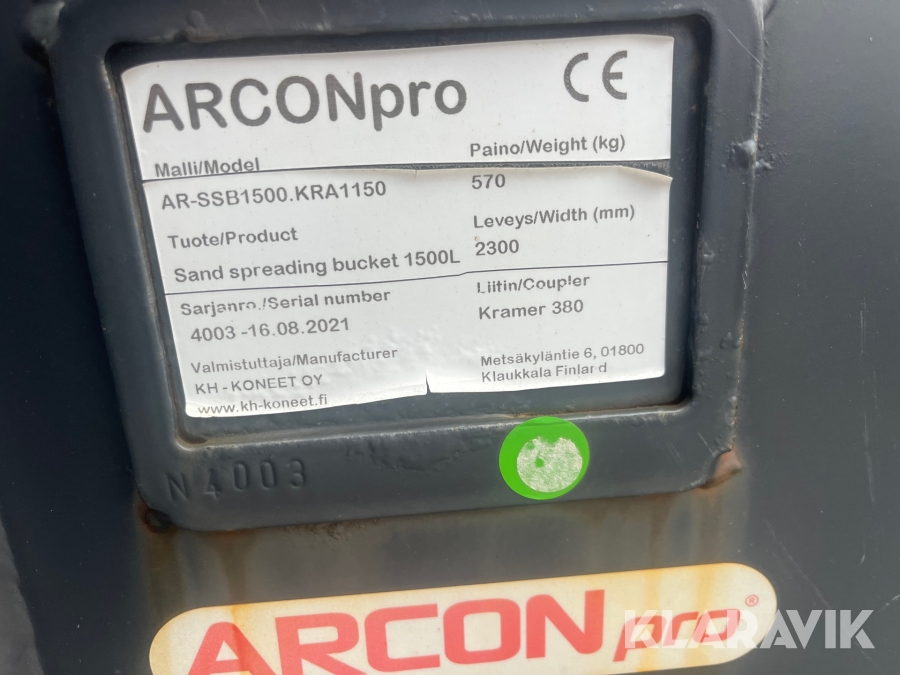 ARCONpro
CE
Malli/Model
AR-SSB1500.KRA1150
Tuote/Product
Sand spreading bucket 1500L
Sarjanro./Serial number
4003 -16.08.2021
Valmistuttaja/Manufacturer
KH - KONEET OY
www.kh-koneet.fi
Paino/Weight (kg)
570
Leveys/Width (mm)
2300
Liitin/Coupler
Kramer 380
Metsäkyläntie 6, 01800
Klaukkala Finlar d
N4003
ARCON pro®
KLARAVIK